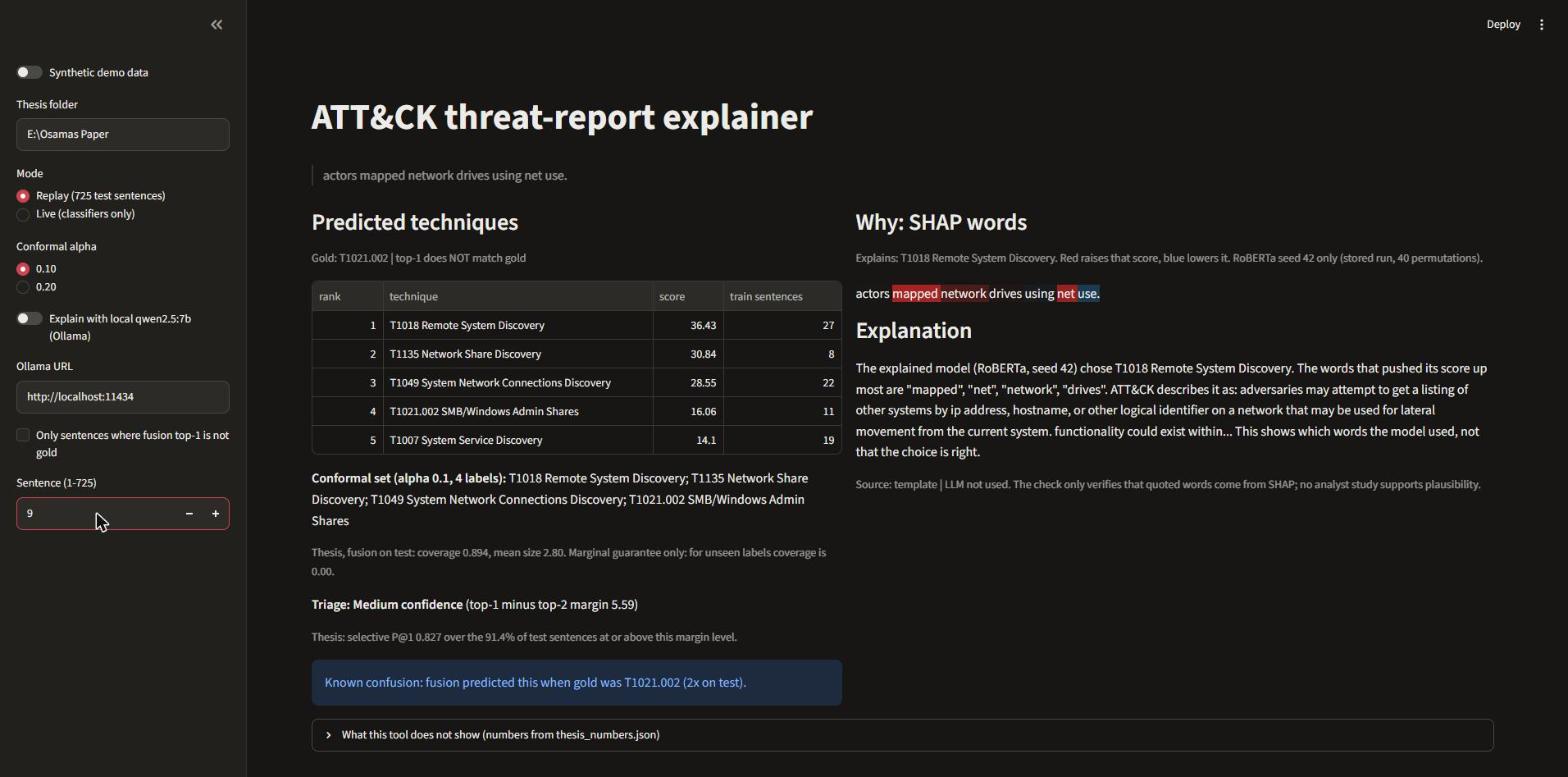 Deploy
Synthetic demo data
Thesis folder
E:\Osamas Paper
Mode
Replay (725 test sentences)
Live (classifiers only)
Conformal alpha
0.10
0.20
Explain with local qwen2.5:7b
(Ollama)
Ollama URL
http://localhost:11434
Only sentences where fusion top-1 is not
gold
Sentence (1-725)
9
ATT&CK threat-report explainer
actors mapped network drives using net use.
Predicted techniques
Gold: T1021.002 | top-1 does NOT match gold
rank technique score train sentences
1 T1018 Remote System Discovery 36.43 27
2 T1135 Network Share Discovery 30.84 8
3 T1049 System Network Connections Discovery 28.55 22
4 T1021.002 SMB/Windows Admin Shares 16.06 11
5 T1007 System Service Discovery 14.1 19
Conformal set (alpha 0.1, 4 labels): T1018 Remote System Discovery; T1135 Network Share
Discovery; T1049 System Network Connections Discovery; T1021.002 SMB/Windows Admin
Shares
Thesis, fusion on test: coverage 0.894, mean size 2.80. Marginal guarantee only: for unseen labels coverage is
0.00.
Triage: Medium confidence (top-1 minus top-2 margin 5.59)
Thesis: selective P@1 0.827 over the 91.4% of test sentences at or above this margin level.
Known confusion: fusion predicted this when gold was T1021.002 (2x on test).
Why: SHAP words
Explains: T1018 Remote System Discovery. Red raises that score, blue lowers it. RoBERTa seed 42 only (stored run, 40 permutations).
actors mapped network drives using net use.
Explanation
The explained model (RoBERTa, seed 42) chose T1018 Remote System Discovery. The words that pushed its score up
most are "mapped", "net", "network", "drives". ATT&CK describes it as: adversaries may attempt to get a listing of
other systems by ip address, hostname, or other logical identifier on a network that may be used for lateral
movement from the current system. functionality could exist within... This shows which words the model used, not
that the choice is right.
Source: template | LLM not used. The check only verifies that quoted words come from SHAP; no analyst study supports plausibility.
What this tool does not show (numbers from thesis_numbers.json)